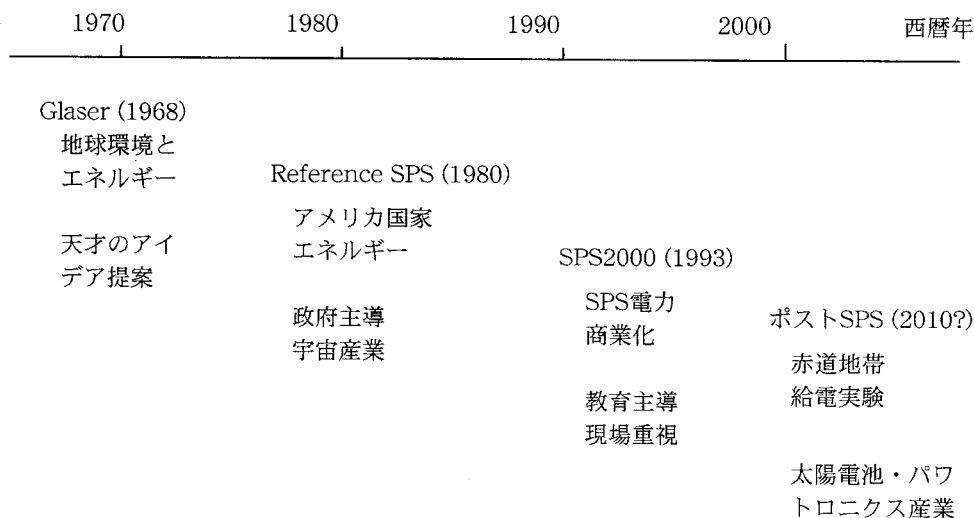 1970 1980 1990 2000 西暦年
Glaser (1968)
地球環境と
エネルギー
天才のアイ
デア提案
Reference SPS (1980)
アメリカ国家
エネルギー
政府主導
宇宙産業
SPS2000 (1993)
SPS電力
商業化
教育主導
現場重視
ポストSPS (2010?)
赤道地帯
給電実験
太陽電池・パワ
トロニクス産業